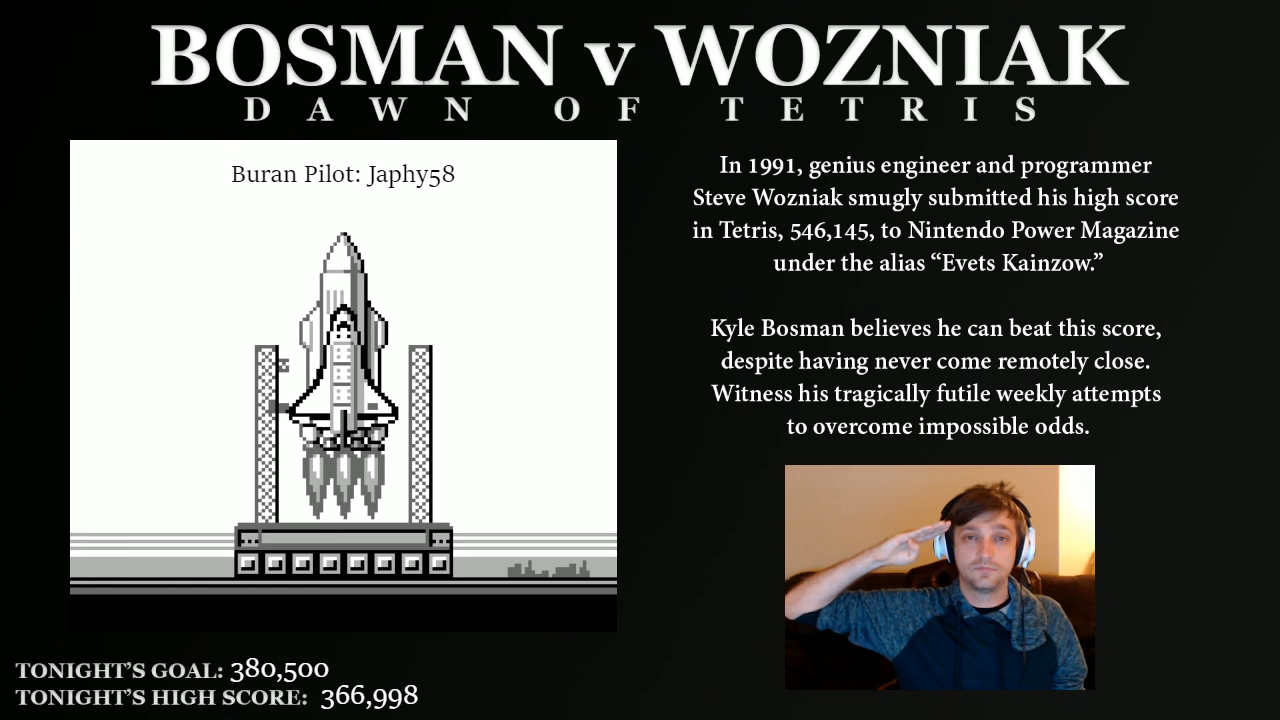 BOSMAN v WOZNIAK
DAWN OF TETRIS
Buran Pilot: Japhy58
In 1991, genius engineer and programmer
Steve Wozniak smugly submitted his high score
in Tetris, 546,145, to Nintendo Power Magazine
under the alias “Evets Kainzow.”
Kyle Bosman believes he can beat this score,
despite having never come remotely close.
Witness his tragically futile weekly attempts
to overcome impossible odds.
TONIGHT’S GOAL: 380,500
TONIGHT’S HIGH SCORE: 366,998